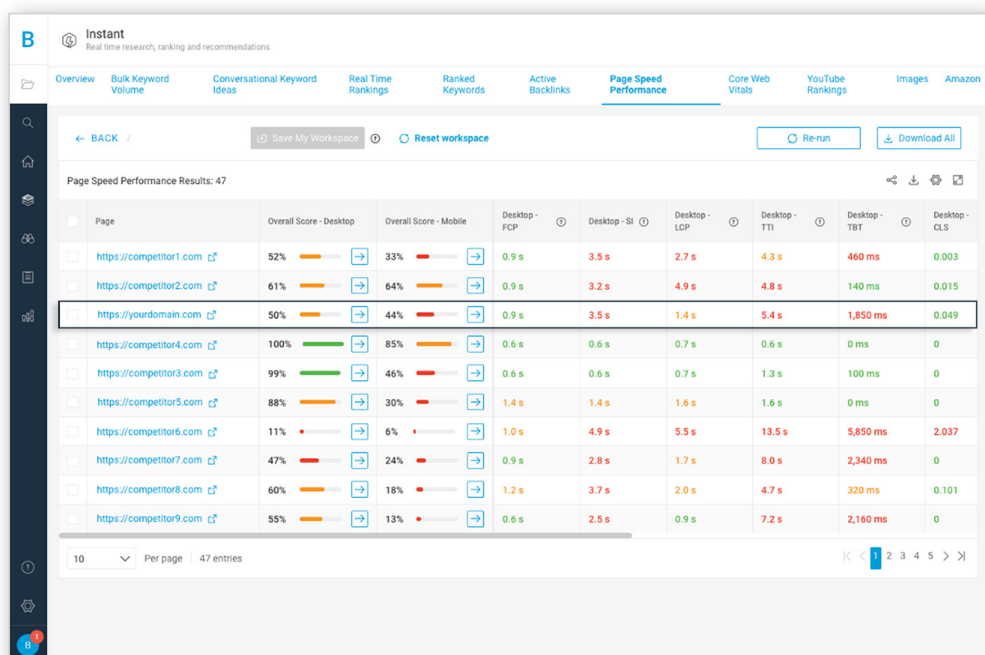 B
Instant
Real time research, ranking and recommendations
Overview
Bulk Keyword
Volume
Conversational Keyword
Ideas
Real Time
Rankings
Ranked
Keywords
Active
Backlinks
Page Speed
Performance
Core Web
Vitals
YouTube
Rankings
Images
Amazon
← BACK /
Save My Workspace
Reset workspace
Re-run
Download All
Page Speed Performance Results: 47
Page Overall Score - Desktop Overall Score - Mobile Desktop - FCP Desktop - SI Desktop - LCP Desktop - TTI Desktop - TBT Desktop - CLS
https://competitor1.com 52% 33% 0.9 s 3.5 s 2.7 s 4.3 s 460 ms 0.003
https://competitor2.com 61% 64% 0.9 s 3.2 s 4.9 s 4.8 s 140 ms 0.015
https://yourdomain.com 50% 44% 0.9 s 3.5 s 1.4 s 5.4 s 1,850 ms 0.049
https://competitor4.com 100% 85% 0.6 s 0.6 s 0.7 s 0.6 s 0 ms 0
https://competitor3.com 99% 46% 0.6 s 0.6 s 0.7 s 1.3 s 100 ms 0
https://competitor5.com 88% 30% 1.4 s 1.4 s 1.6 s 1.6 s 0 ms 0
https://competitor6.com 11% 6% 1.0 s 4.9 s 5.5 s 13.5 s 5,850 ms 2.037
https://competitor7.com 47% 24% 0.9 s 2.8 s 1.7 s 8.0 s 2,340 ms 0
https://competitor8.com 60% 18% 1.2 s 3.7 s 2.0 s 4.7 s 320 ms 0.101
https://competitor9.com 55% 13% 0.6 s 2.5 s 0.9 s 7.2 s 2,160 ms 0
10 Per page 47 entries
1 2 3 4 5
B 1